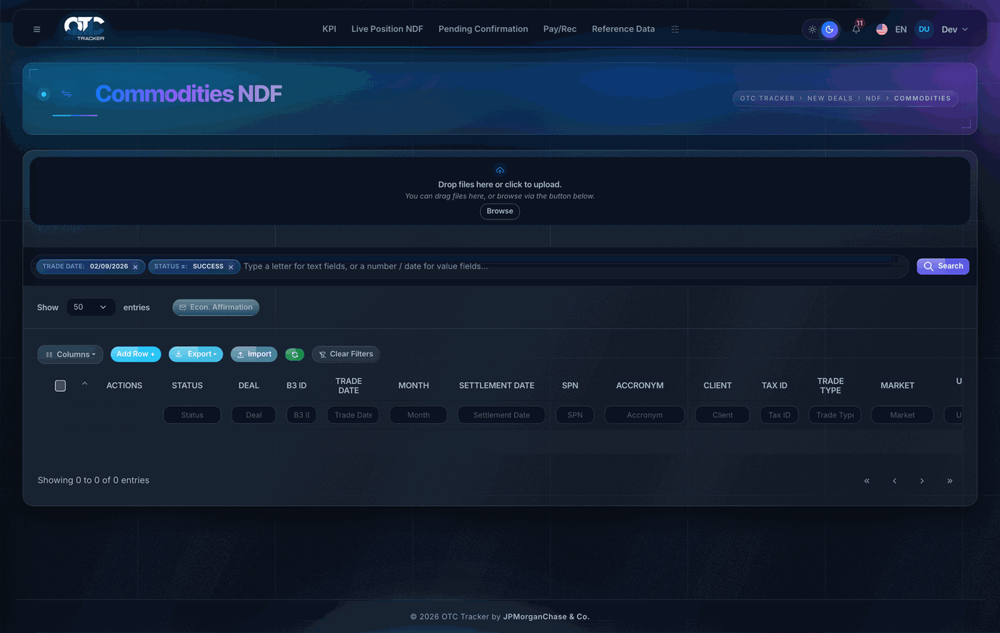 OTC
OTC TRACKER
KPI Live Position NDF Pending Confirmation Pay/Rec Reference Data
11 EN DU Dev
Commodities NDF
OTC TRACKER > NEW DEALS > NDF > COMMODITIES
Drop files here or click to upload.
You can drag files here, or browse via the button below.
Browse
TRADE DATE: 02/09/2026 × STATUS ≠: SUCCESS × Type a letter for text fields, or a number / date for value fields...
Search
Show 50 entries Econ. Affirmation
Columns Add Row + Export Import Clear Filters
ACTIONS STATUS DEAL B3 ID TRADE DATE MONTH SETTLEMENT DATE SPN ACCRONYM CLIENT TAX ID TRADE TYPE MARKET U
Status Deal B3 II Trade Date Month Settlement Date SPN Accronym Client Tax ID Trade Type Market U
Showing 0 to 0 of 0 entries « ‹ › »
© 2026 OTC Tracker by JPMorganChase & Co.